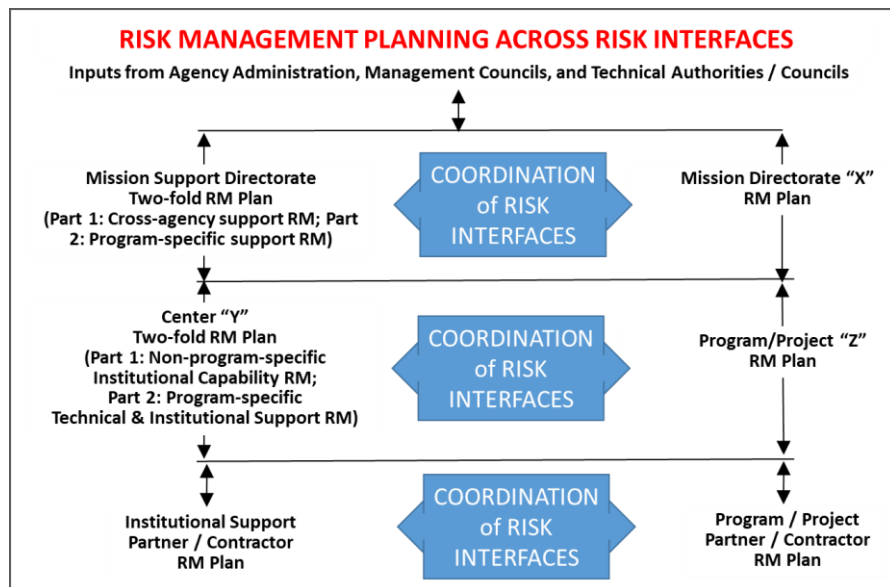 RISK MANAGEMENT PLANNING ACROSS RISK INTERFACES
Inputs from Agency Administration, Management Councils, and Technical Authorities / Councils
Mission Support Directorate
Two-fold RM Plan
(Part 1: Cross-agency support RM; Part
2: Program-specific support RM)
COORDINATION
of RISK
INTERFACES
Mission Directorate “X”
RM Plan
Center “Y”
Two-fold RM Plan
(Part 1: Non-program-specific
Institutional Capability RM;
Part 2: Program-specific
Technical & Institutional Support RM)
COORDINATION
of RISK
INTERFACES
Program/Project “Z”
RM Plan
Institutional Support
Partner / Contractor
RM Plan
COORDINATION
of RISK
INTERFACES
Program / Project
Partner / Contractor
RM Plan